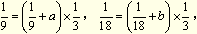 1/9 = (1/9 + a) × 1/3， 1/18 = (1/18 + b) × 1/3，